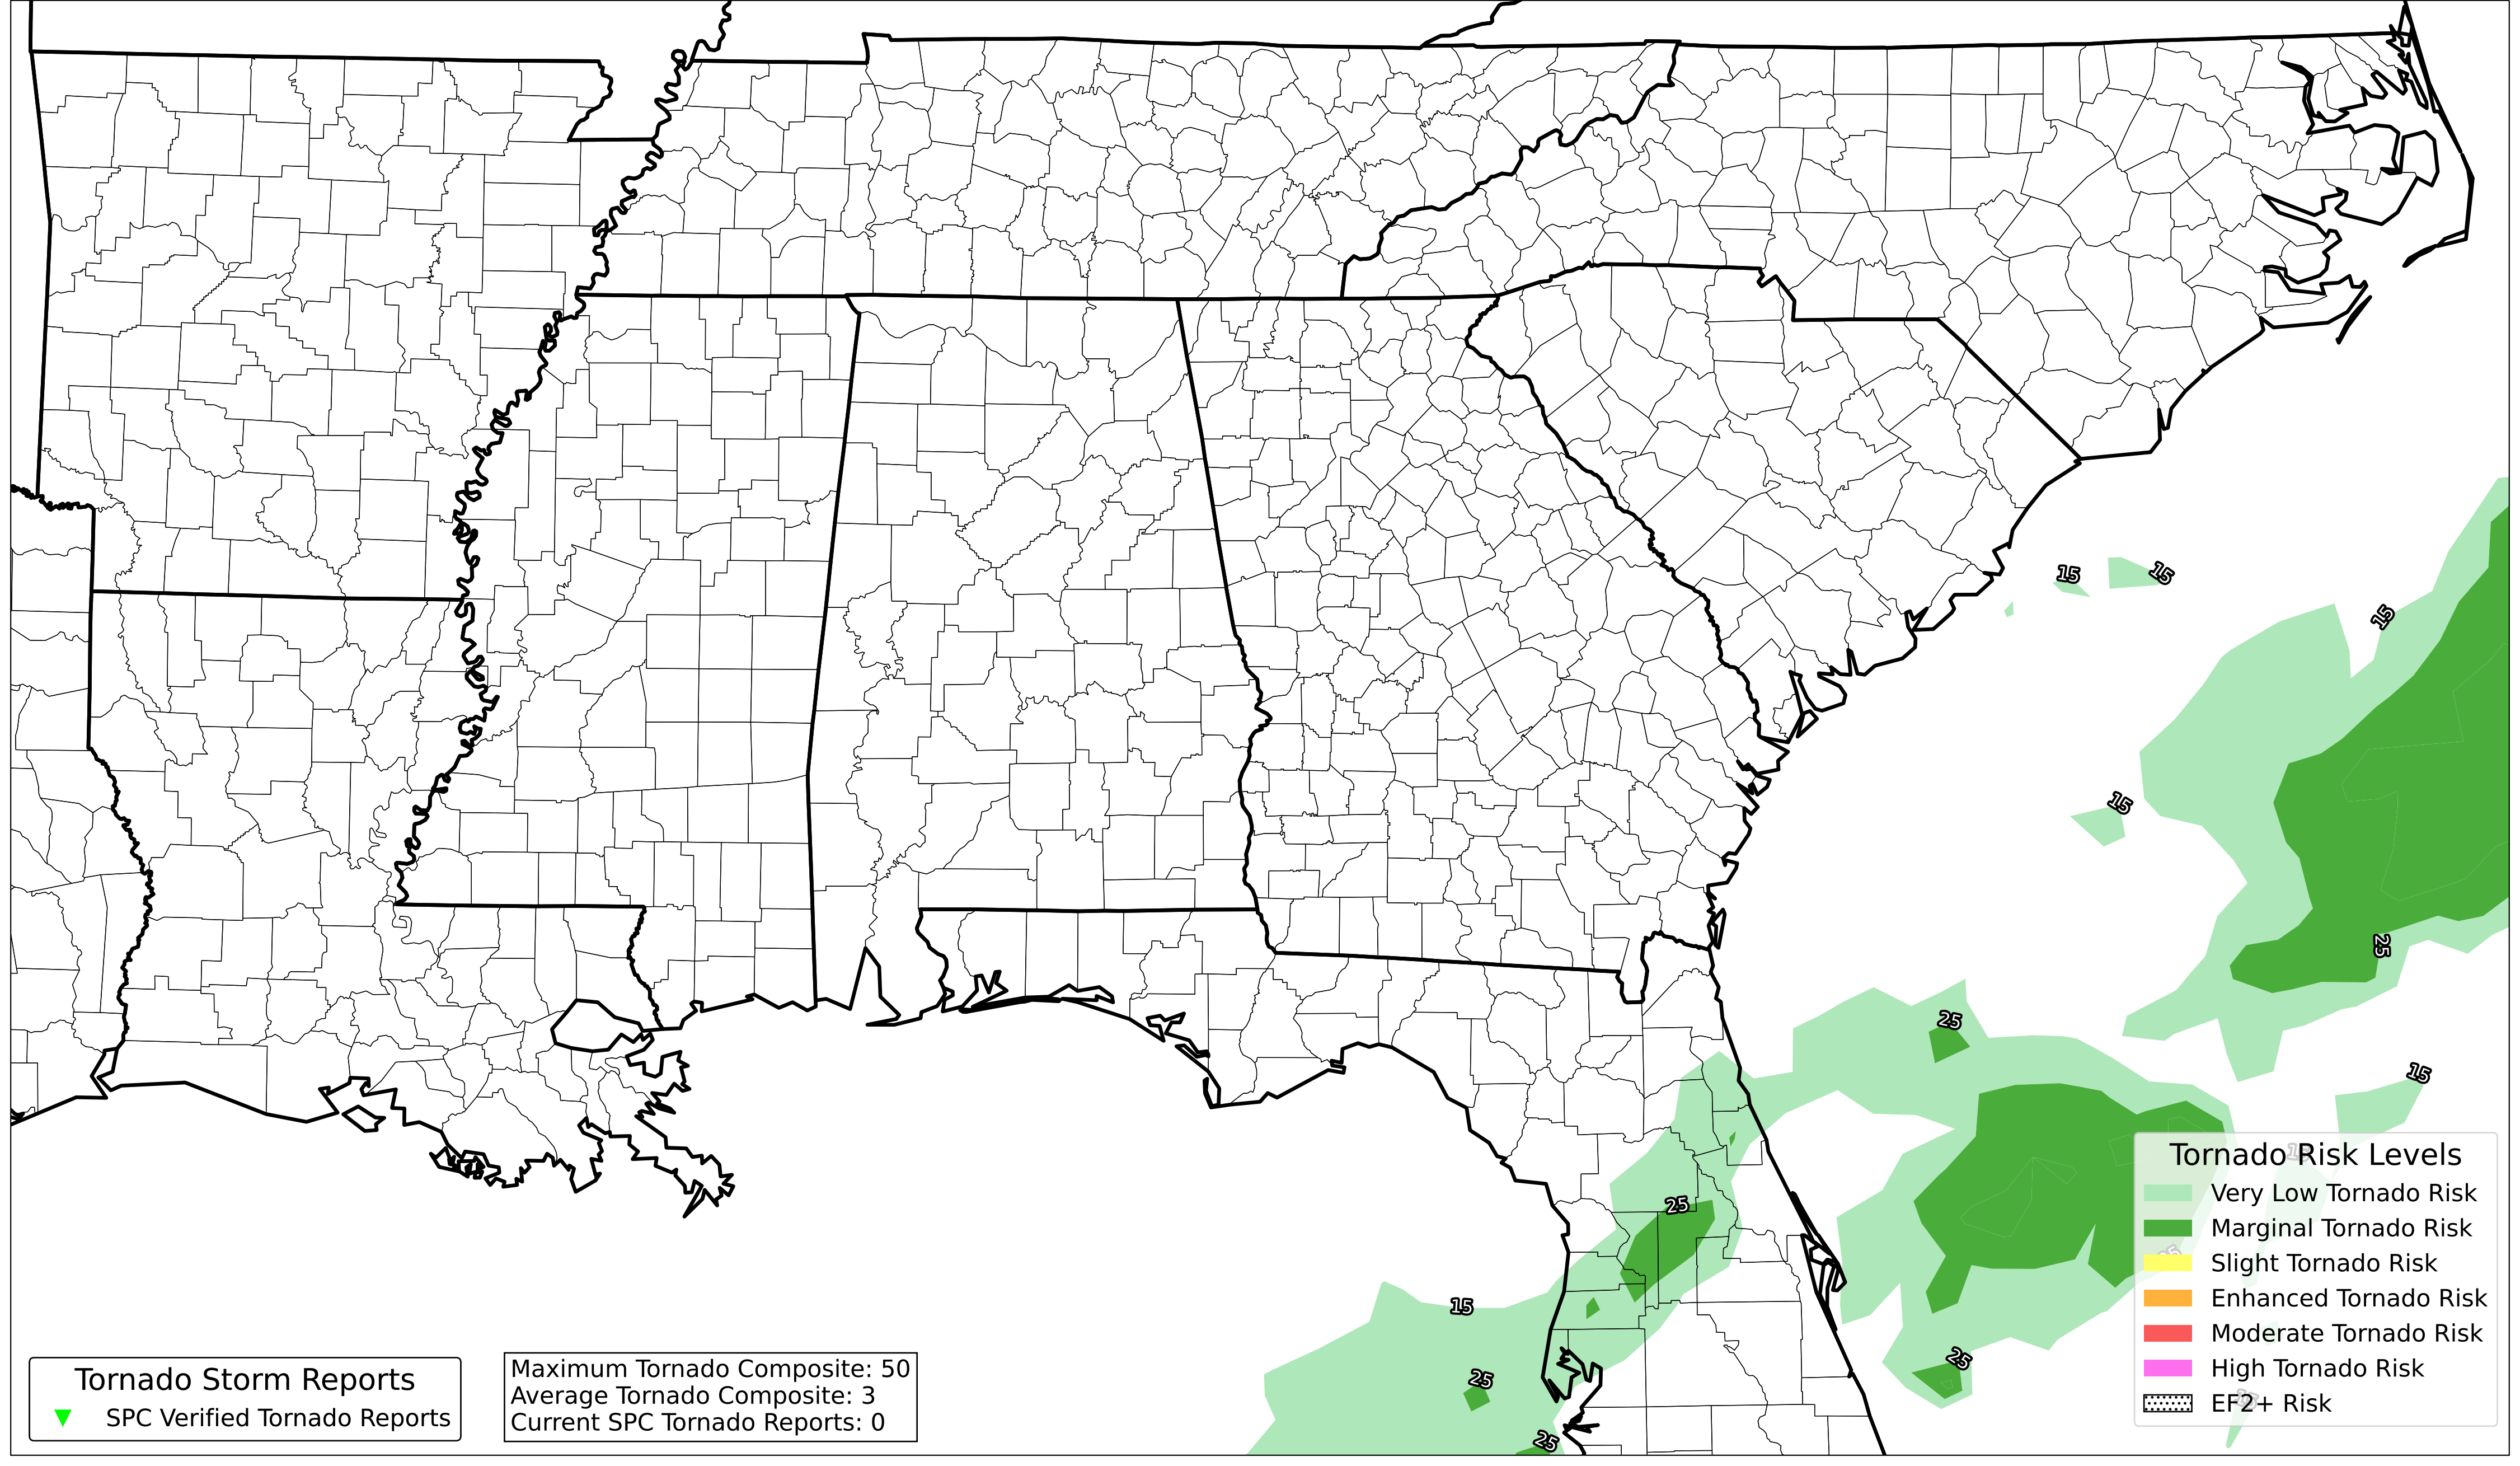 15
15
15
15
25
25
15
25
15
25
25
25
Tornado Risk Levels
Very Low Tornado Risk
Marginal Tornado Risk
Slight Tornado Risk
Enhanced Tornado Risk
Moderate Tornado Risk
High Tornado Risk
EF2+ Risk
Tornado Storm Reports
SPC Verified Tornado Reports
Maximum Tornado Composite: 50
Average Tornado Composite: 3
Current SPC Tornado Reports: 0